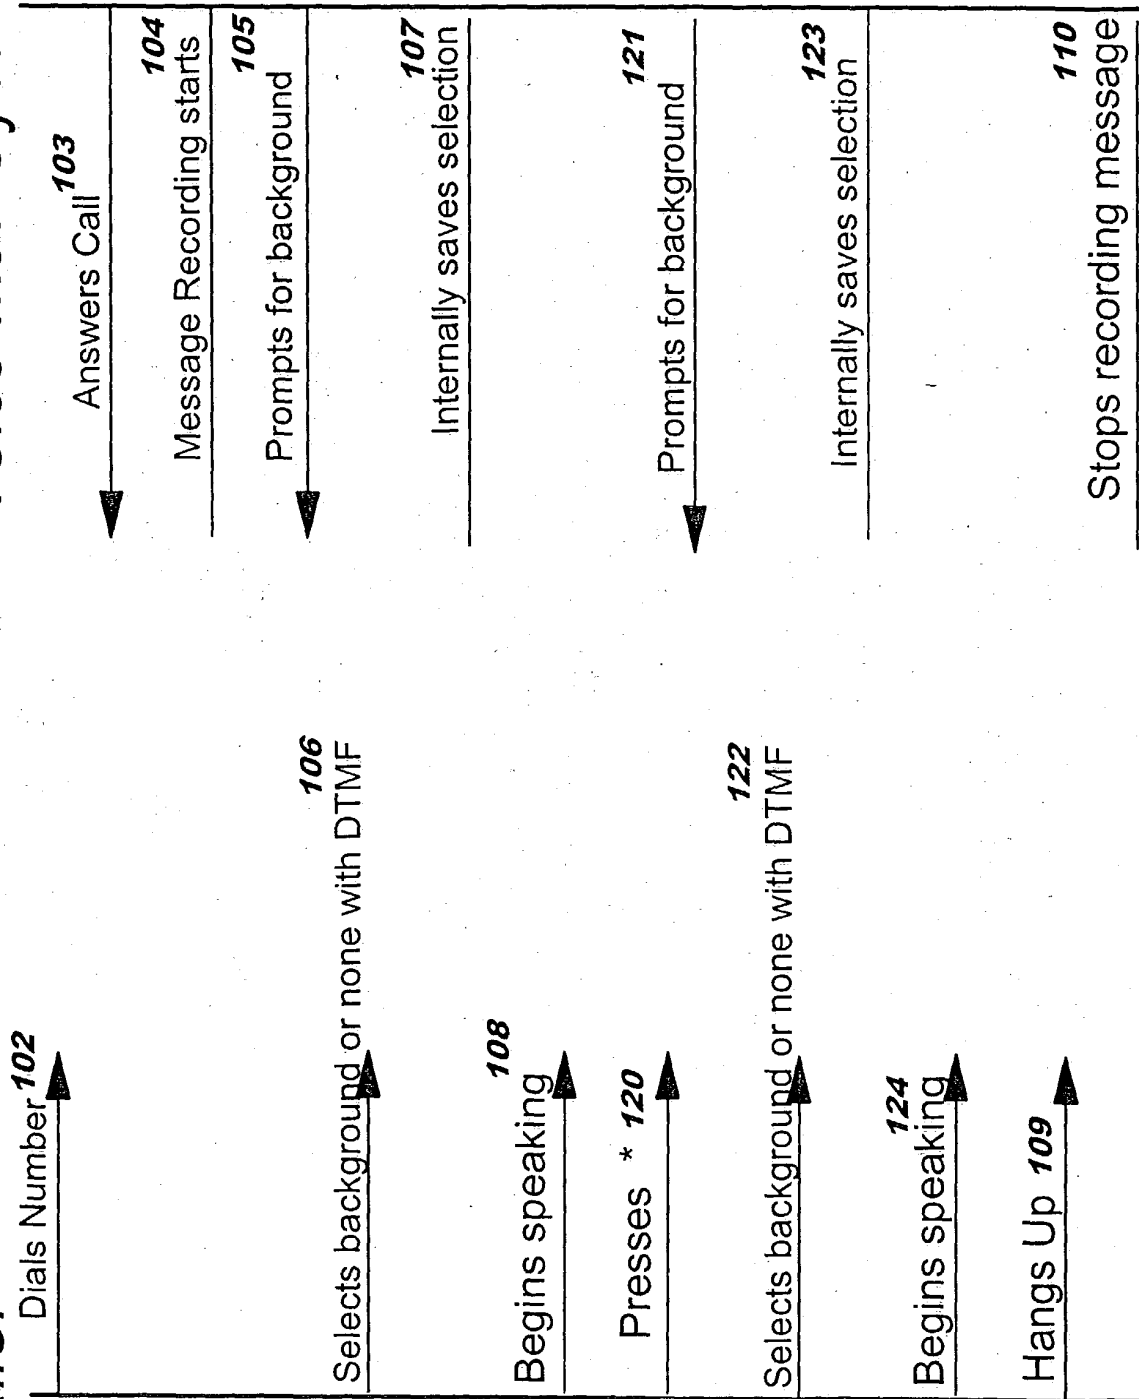 Dials Number 102
Answers Call 103
Message Recording starts 104
Prompts for background 105
Selects background or none with DTMF 106
Internally saves selection 107
Begins speaking 108
Presses * 120
Prompts for background 121
Selects background or none with DTMF 122
Internally saves selection 123
Begins speaking 124
Hangs Up 109
Stops recording message 110